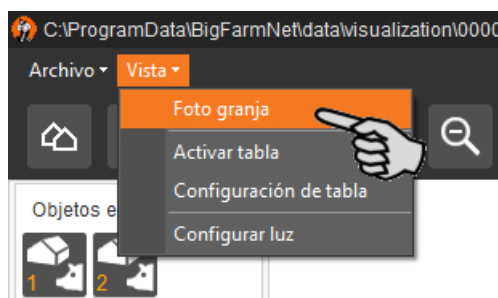 C:\ProgramData\BigFarmNet\data\visualization\0000
Archivo Vista
Foto granja
Activar tabla
Configuración de tabla
Configurar luz
Objetos e
1 2